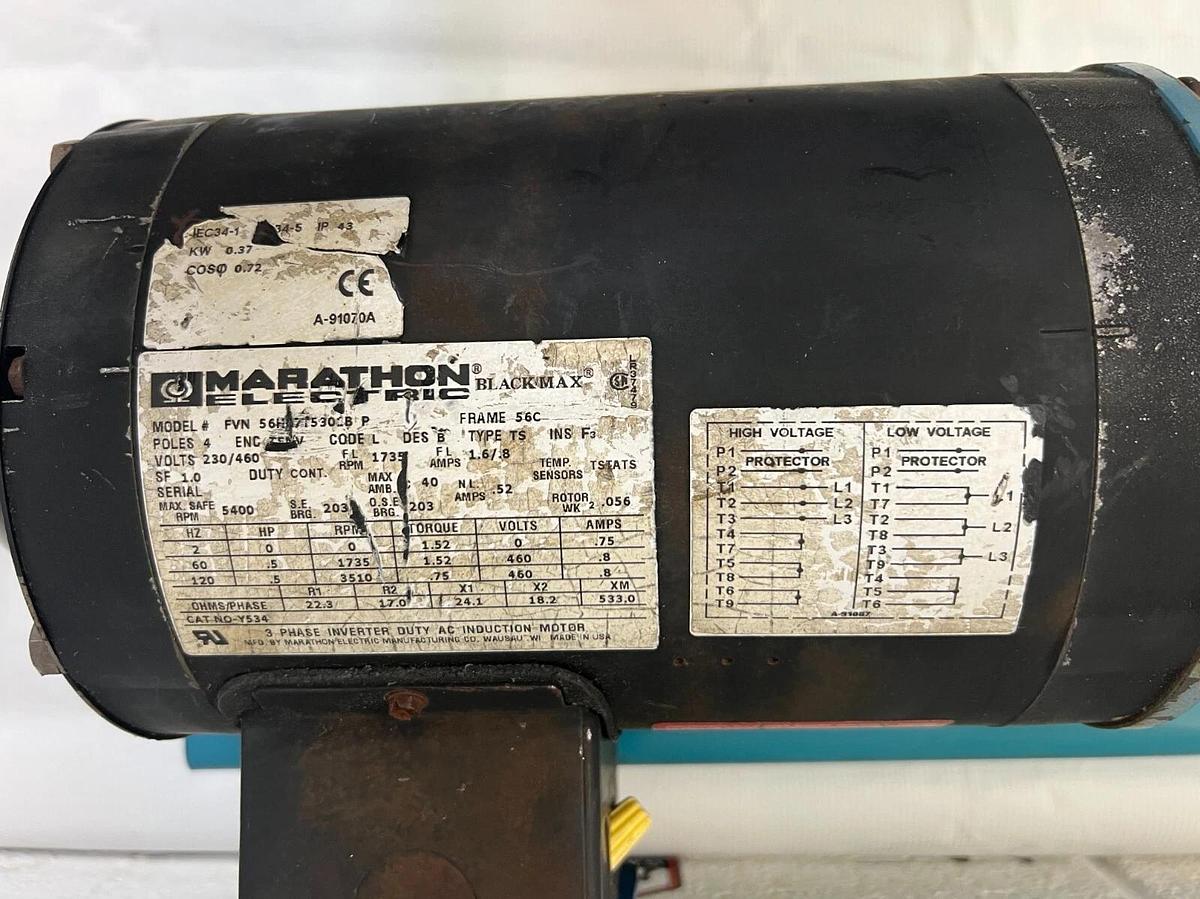 IEC34-1 34-5 IP 43
KW 0.37
COSφ 0.72
CE
A-91070A
MARATHON®
ELECTRIC
BLACK MAX®
LR37479
MODEL # FVN P FRAME 56C
POLES 4 ENC CODE L DES B TYPE TS INS F3
VOLTS 230/460 FL RPM 1735 FL AMPS 1.6/.8
SF 1.0 DUTY CONT. MAX AMB. 40 NL AMPS .52 TEMP. SENSORS TSTATS
SERIAL
MAX. SAFE RPM 5400 S.E. BRG. 203 O.S.E. BRG. 203 ROTOR WK2 .056
HZ HP RPM TORQUE VOLTS AMPS
2 0 0 1.52 0 .75
60 .5 1735 1.52 460 .8
120 .5 3510 .75 460 .8
R1 R2 X1 X2 XM
OHMS/PHASE 22.3 17.0 24.1 18.2 533.0
CAT.NO-Y534
3 PHASE INVERTER DUTY AC INDUCTION MOTOR
MFD. BY MARATHON ELECTRIC MANUFACTURING CO. WAUSAU, WI MADE IN USA
HIGH VOLTAGE
P1
PROTECTOR
P2
T1 L1
T2 L2
T3 L3
T4
T7
T5
T8
T6
T9
LOW VOLTAGE
P1
PROTECTOR
P2
T1
T7
T2 L2
T8
T3 L3
T9
T4
T5
T6